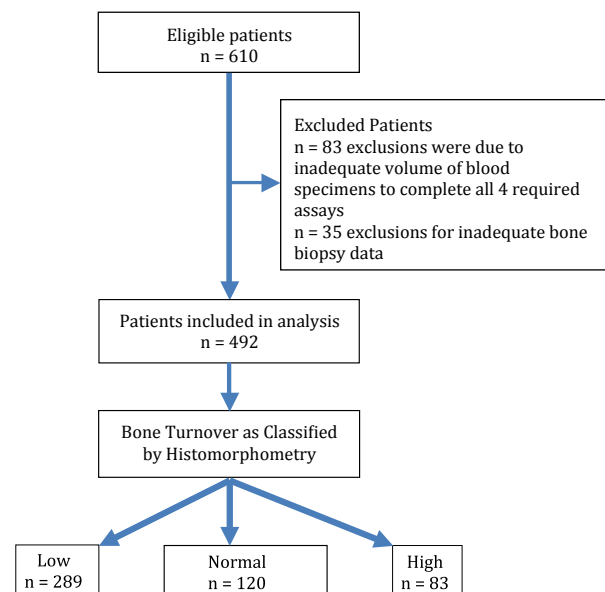 Eligible patients
n = 610
Excluded Patients
n = 83 exclusions were due to
inadequate volume of blood
specimens to complete all 4 required
assays
n = 35 exclusions for inadequate bone
biopsy data
Patients included in analysis
n = 492
Bone Turnover as Classified
by Histomorphometry
Low
n = 289
Normal
n = 120
High
n = 83